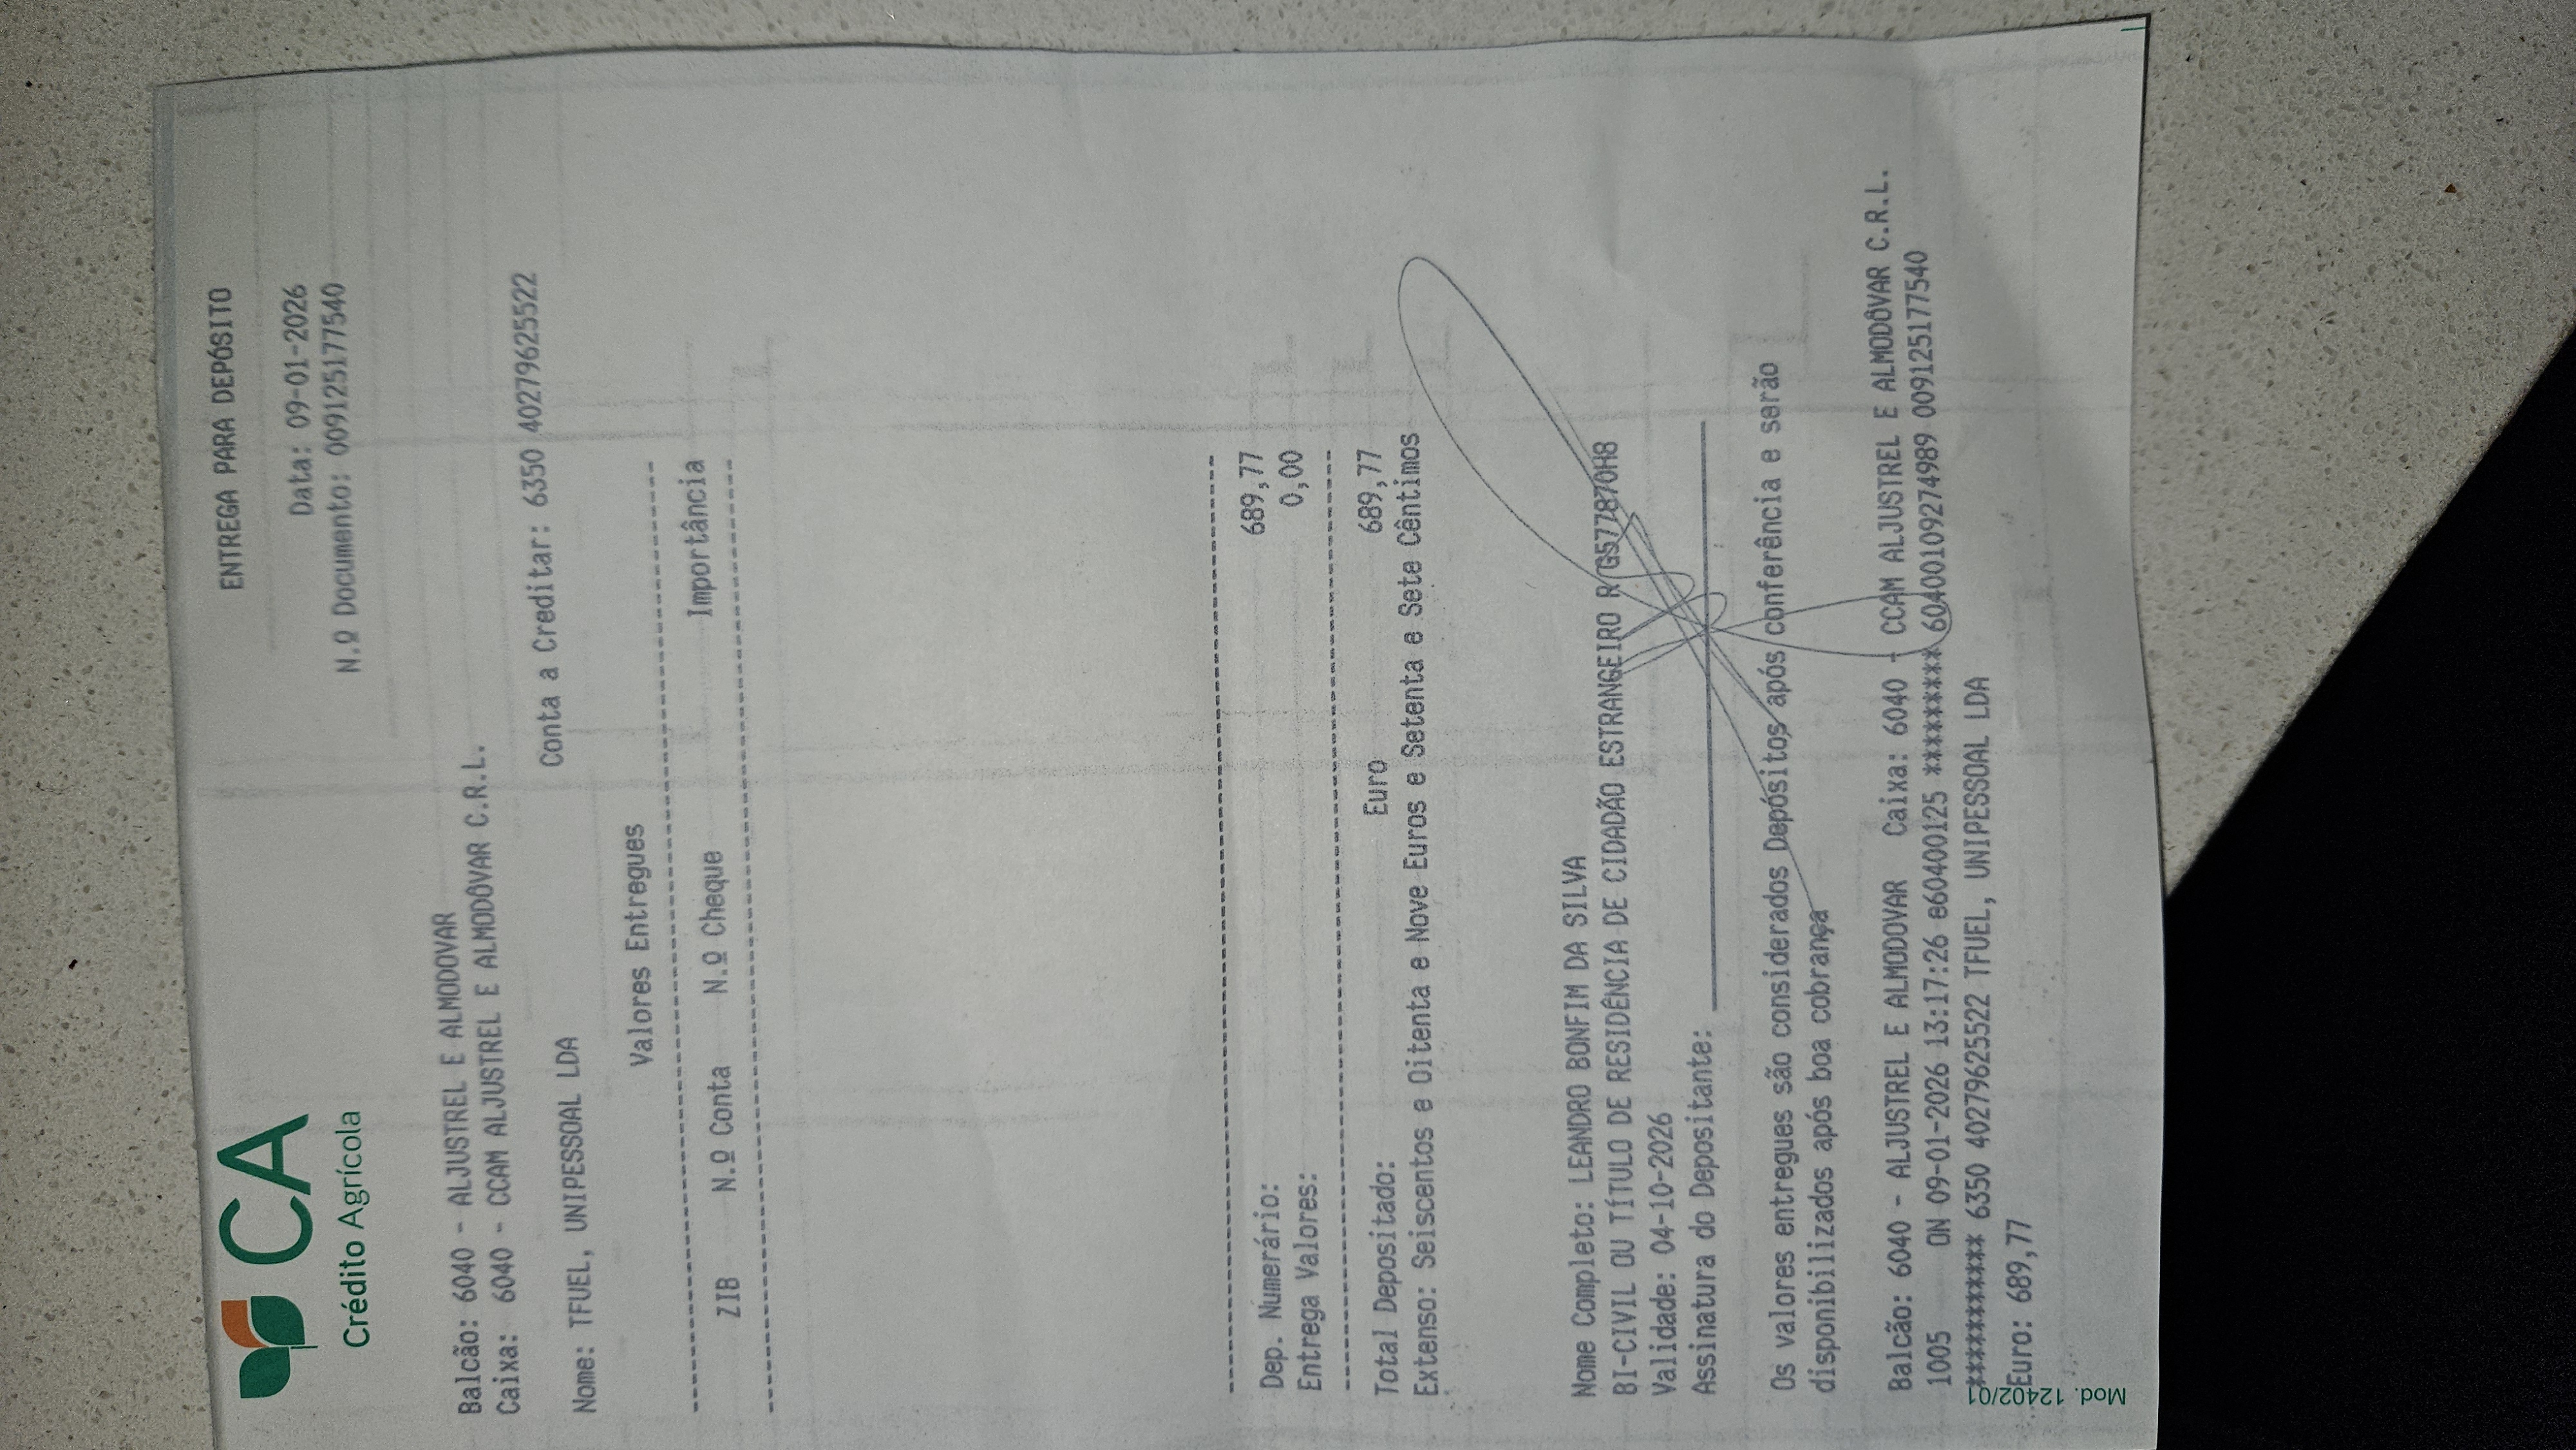 CA
Crédito Agrícola
ENTREGA PARA DEPÓSITO
Data: 09-01-2026
N.º Documento: 009125177540
Balcão: 6040 - ALJUSTREL E ALMODOVAR
Caixa: 6040 - CCAM ALJUSTREL E ALMODÔVAR C.R.L.
Conta a Creditar: 6350 40279625522
Nome: TFUEL, UNIPESSOAL LDA
Valores Entregues
--------------------------------------------------------------------------------
ZIB N.º Conta N.º Cheque Importância
--------------------------------------------------------------------------------
--------------------------------------------------------------------------------
Dep. Numerário: 689,77
Entrega Valores: 0,00
--------------------------------------------------------------------------------
Total Depositado: Euro 689,77
Extenso: Seiscentos e Oitenta e Nove Euros e Setenta e Sete Cêntimos
Nome Completo: LEANDRO BONFIM DA SILVA
BI-CIVIL OU TÍTULO DE RESIDÊNCIA DE CIDADÃO ESTRANGEIRO R G577870H8
Validade: 04-10-2026
Assinatura do Depositante:
Os valores entregues são considerados Depósitos após conferência e serão
disponibilizados após boa cobrança
Balcão: 6040 - ALJUSTREL E ALMODOVAR Caixa: 6040 - CCAM ALJUSTREL E ALMODÔVAR C.R.L.
1005 ON 09-01-2026 13:17:26 e60400125 ********** 604001092749​89 009125177540
********** 6350 40279625522 TFUEL, UNIPESSOAL LDA
Euro: 689,77
Mod. 12402/01